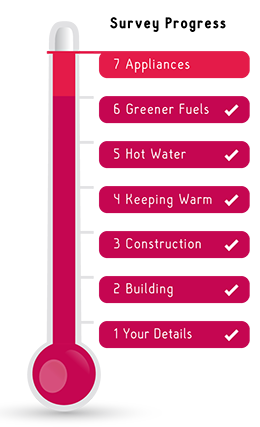 Survey Progress
7 Appliances
6 Greener Fuels
5 Hot Water
4 Keeping Warm
3 Construction
2 Building
1 Your Details